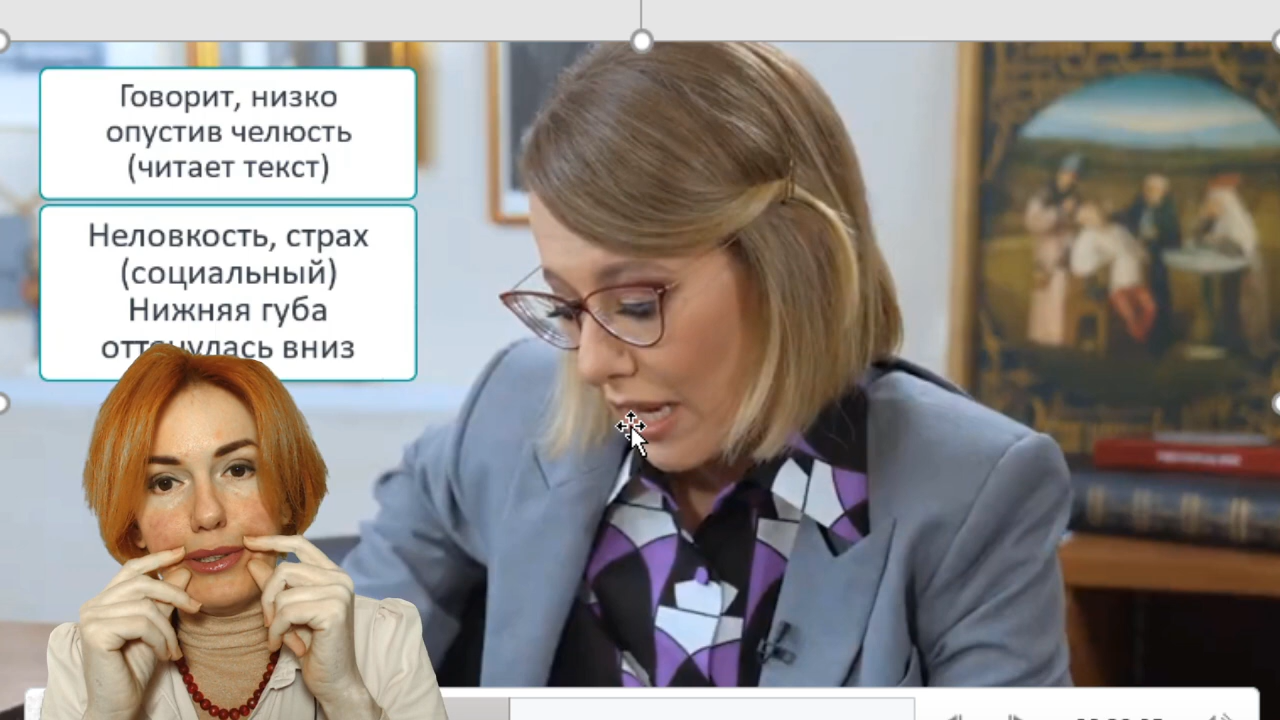 Говорит, низко
опустив челюсть
(читает текст)
Неловкость, страх
(социальный)
Нижняя губа
оттянулась вниз